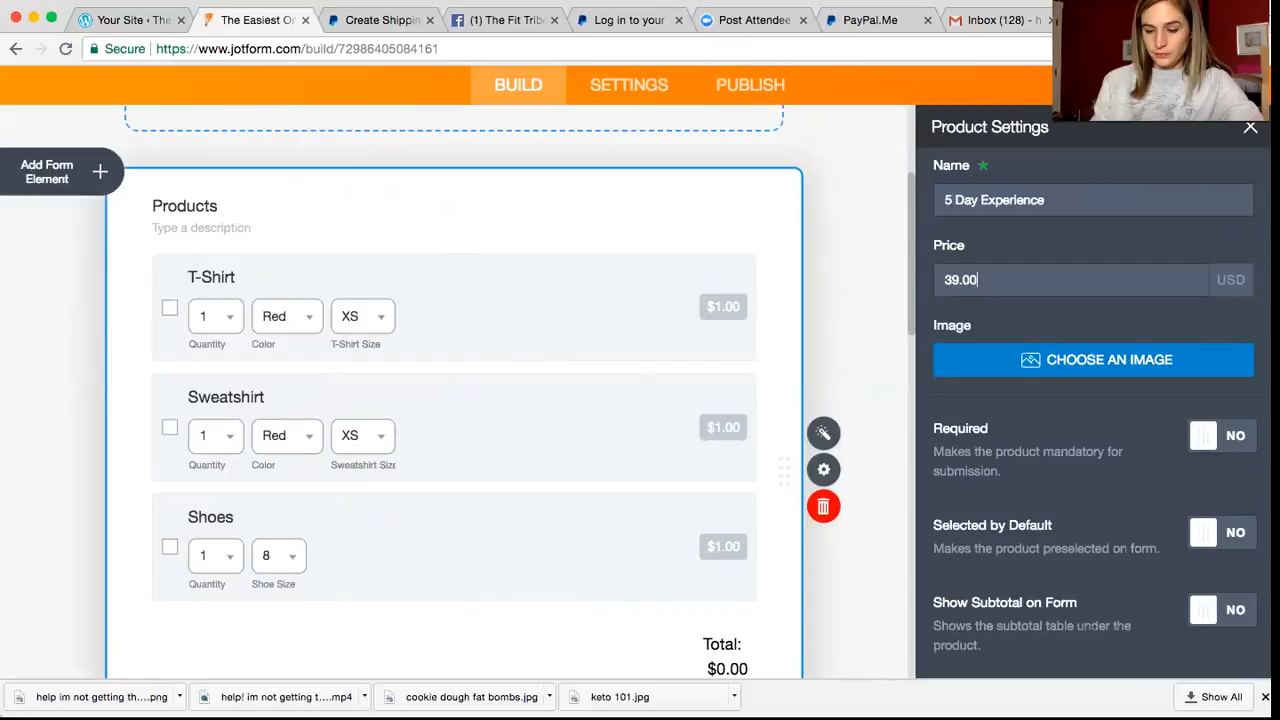 Your Site ‹ The
The Easiest Or
Create Shippin
(1) The Fit Trib
Log in to your
Post Attendee
PayPal.Me
Inbox (128) - h
Secure https://www.jotform.com/build/72986405084161
BUILD SETTINGS PUBLISH
Product Settings
Add Form
Element
Name *
5 Day Experience
Price
39.00 USD
Image
CHOOSE AN IMAGE
Required
Makes the product mandatory for
submission.
NO
Selected by Default
Makes the product preselected on form.
NO
Show Subtotal on Form
Shows the subtotal table under the
product.
NO
Products
Type a description
T-Shirt
1 Red XS $1.00
Quantity Color T-Shirt Size
Sweatshirt
1 Red XS $1.00
Quantity Color Sweatshirt Size
Shoes
1 8 $1.00
Quantity Shoe Size
Total:
$0.00
help im not getting th....png
help! im not getting t....mp4
cookie dough fat bombs.jpg
keto 101.jpg
Show All